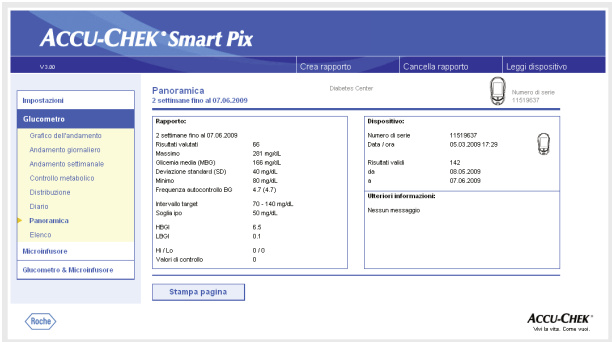 ACCU-CHEK® Smart Pix
V 3.00
Crea rapporto
Cancella rapporto
Leggi dispositivo
Impostazioni
Glucometro
Grafico dell'andamento
Andamento giornaliero
Andamento settimanale
Controllo metabolico
Distribuzione
Diario
Panoramica
Elenco
Microinfusore
Glucometro & Microinfusore
Panoramica
2 settimane fino al 07.06.2009
Diabetes Center
Numero di serie
11519637
Rapporto:
2 settimane fino al 07.06.2009
Risultati valutati 66
Massimo 281 mg/dL
Glicemia media (MBG) 166 mg/dL
Deviazione standard (SD) 40 mg/dL
Minimo 80 mg/dL
Frequenza autocontrollo BG 4.7 (4.7)
Intervallo target 70 - 140 mg/dL
Soglia ipo 50 mg/dL
HBGI 6.5
LBGI 0.1
Hi / Lo 0 / 0
Valori di controllo 0
Dispositivo:
Numero di serie 11519637
Data / ora 05.03.2009 17:29
Risultati validi 142
da 08.05.2009
a 07.06.2009
Ulteriori informazioni:
Nessun messaggio
Stampa pagina
Roche
ACCU-CHEK®
Vivi la vita. Come vuoi.